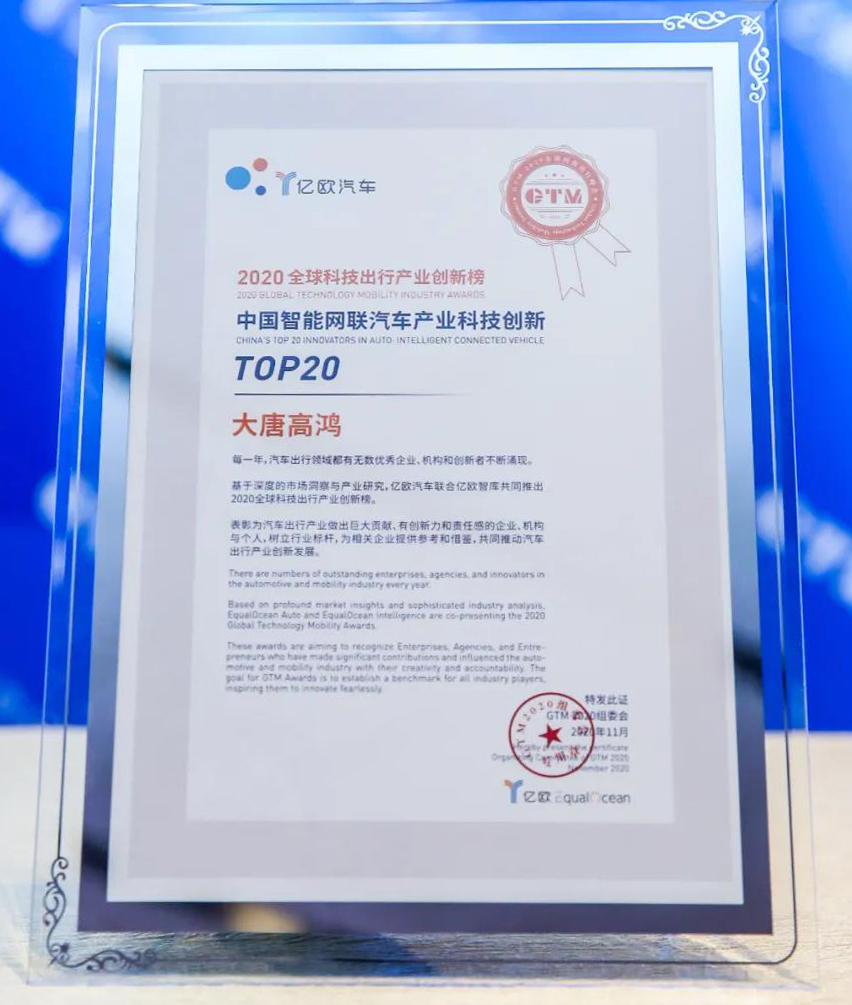 亿欧汽车
GTM
2020全球科技出行产业创新榜
2020 GLOBAL TECHNOLOGY MOBILITY INDUSTRY AWARDS
中国智能网联汽车产业科技创新
CHINA'S TOP 20 INNOVATORS IN AUTO- INTELLIGENT CONNECTED VEHICLE
TOP20
大唐高鸿
每一年,汽车出行领域都有无数优秀企业、机构和创新者不断涌现。
基于深度的市场洞察与产业研究,亿欧汽车联合亿欧智库共同推出
2020全球科技出行产业创新榜。
表彰为汽车出行产业做出巨大贡献、有创新力和责任感的企业、机构
与个人,树立行业标杆,为相关企业提供参考和借鉴,共同推动汽车
出行产业创新发展。
There are numbers of outstanding enterprises, agencies, and innovators in
the automotive and mobility industry every year.
Based on profound market insights and sophisticated industry analysis,
EqualOcean Auto and EqualOcean Intelligence are co-presenting the 2020
Global Technology Mobility Awards.
These awards are aiming to recognize Enterprises, Agencies, and Entre-
preneurs who have made significant contributions and influenced the auto-
motive and mobility industry with their creativity and accountability. The
goal for GTM Awards is to establish a benchmark for all industry players,
inspiring them to innovate fearlessly.
特发此证
GTM 2020组委会
2020年11月
Hereby present the certificate
Organizing Committee of GTM 2020
November 2020
亿欧 EqualOcean